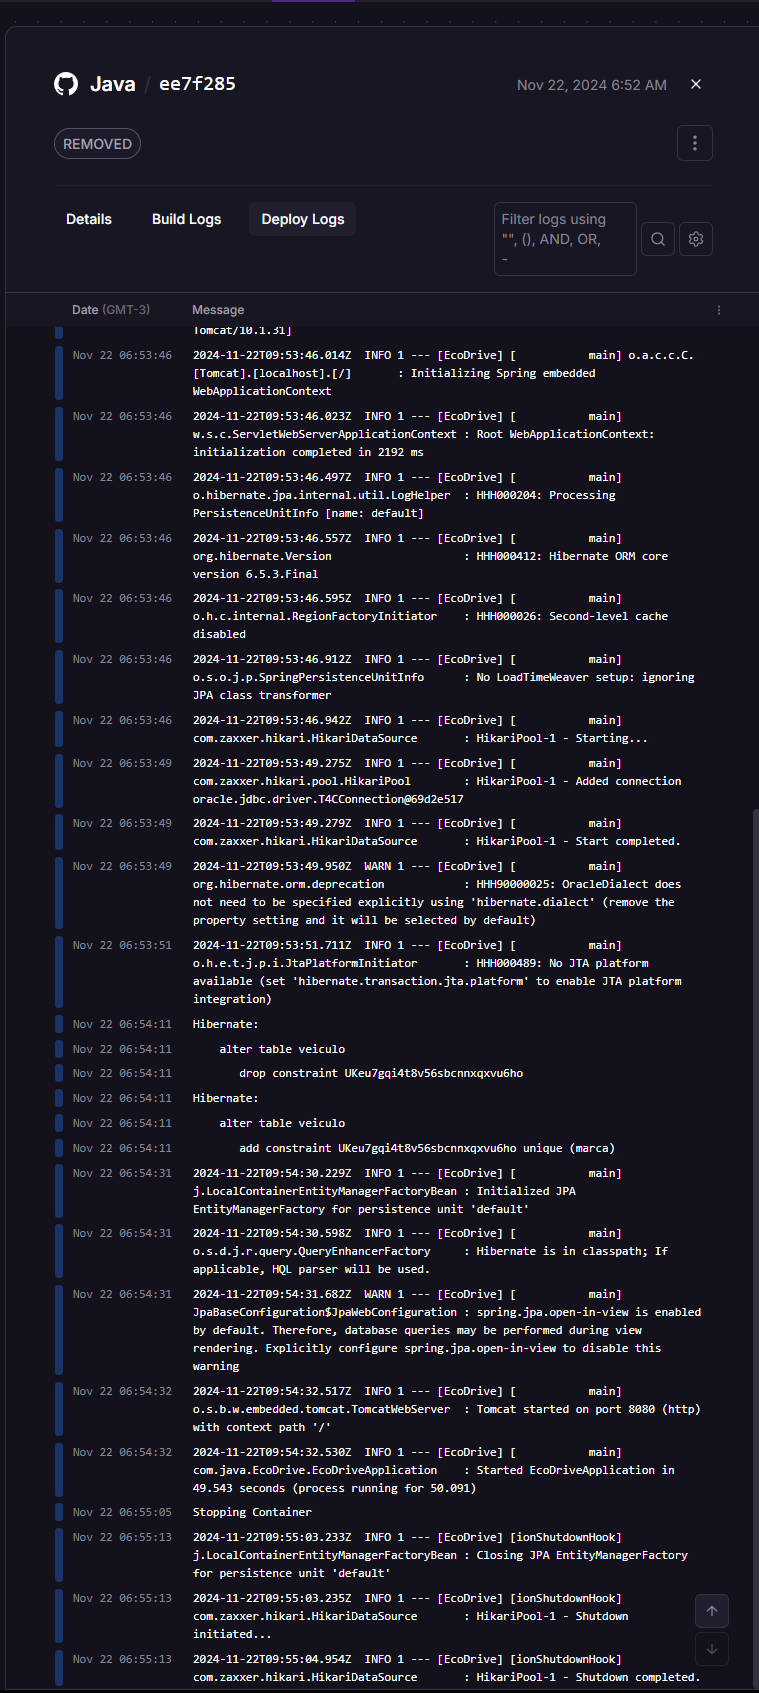 Java / ee7f285
Nov 22, 2024 6:52 AM
REMOVED
Details
Build Logs
Deploy Logs
Filter logs using
"", (), AND, OR,
-
Date (GMT-3)
Message
Tomcat/10.1.31]
Nov 22 06:53:46 2024-11-22T09:53:46.014Z  INFO 1 --- [EcoDrive] [           main] o.a.c.c.C.
[Tomcat].[localhost].[/]       : Initializing Spring embedded
WebApplicationContext
Nov 22 06:53:46 2024-11-22T09:53:46.023Z  INFO 1 --- [EcoDrive] [           main]
w.s.c.ServletWebServerApplicationContext : Root WebApplicationContext:
initialization completed in 2192 ms
Nov 22 06:53:46 2024-11-22T09:53:46.497Z  INFO 1 --- [EcoDrive] [           main]
o.hibernate.jpa.internal.util.LogHelper  : HHH000204: Processing
PersistenceUnitInfo [name: default]
Nov 22 06:53:46 2024-11-22T09:53:46.557Z  INFO 1 --- [EcoDrive] [           main]
org.hibernate.Version                    : HHH000412: Hibernate ORM core
version 6.5.3.Final
Nov 22 06:53:46 2024-11-22T09:53:46.595Z  INFO 1 --- [EcoDrive] [           main]
o.h.c.internal.RegionFactoryInitiator    : HHH000026: Second-level cache
disabled
Nov 22 06:53:46 2024-11-22T09:53:46.912Z  INFO 1 --- [EcoDrive] [           main]
o.s.o.j.p.SpringPersistenceUnitInfo      : No LoadTimeWeaver setup: ignoring
JPA class transformer
Nov 22 06:53:46 2024-11-22T09:53:46.942Z  INFO 1 --- [EcoDrive] [           main]
com.zaxxer.hikari.HikariDataSource       : HikariPool-1 - Starting...
Nov 22 06:53:49 2024-11-22T09:53:49.275Z  INFO 1 --- [EcoDrive] [           main]
com.zaxxer.hikari.pool.HikariPool        : HikariPool-1 - Added connection
oracle.jdbc.driver.T4CConnection@69d2e517
Nov 22 06:53:49 2024-11-22T09:53:49.279Z  INFO 1 --- [EcoDrive] [           main]
com.zaxxer.hikari.HikariDataSource       : HikariPool-1 - Start completed.
Nov 22 06:53:49 2024-11-22T09:53:49.950Z  WARN 1 --- [EcoDrive] [           main]
org.hibernate.orm.deprecation            : HHH90000025: OracleDialect does
not need to be specified explicitly using 'hibernate.dialect' (remove the
property setting and it will be selected by default)
Nov 22 06:53:51 2024-11-22T09:53:51.711Z  INFO 1 --- [EcoDrive] [           main]
o.h.e.t.j.p.i.JtaPlatformInitiator       : HHH000489: No JTA platform
available (set 'hibernate.transaction.jta.platform' to enable JTA platform
integration)
Nov 22 06:54:11 Hibernate:
Nov 22 06:54:11     alter table veiculo
Nov 22 06:54:11        drop constraint UKeu7gqi4t8v56sbcnnxqxvu6ho
Nov 22 06:54:11 Hibernate:
Nov 22 06:54:11     alter table veiculo
Nov 22 06:54:11        add constraint UKeu7gqi4t8v56sbcnnxqxvu6ho unique (marca)
Nov 22 06:54:31 2024-11-22T09:54:30.229Z  INFO 1 --- [EcoDrive] [           main]
j.LocalContainerEntityManagerFactoryBean : Initialized JPA
EntityManagerFactory for persistence unit 'default'
Nov 22 06:54:31 2024-11-22T09:54:30.598Z  INFO 1 --- [EcoDrive] [           main]
o.s.d.j.r.query.QueryEnhancerFactory     : Hibernate is in classpath; If
applicable, HQL parser will be used.
Nov 22 06:54:31 2024-11-22T09:54:31.682Z  WARN 1 --- [EcoDrive] [           main]
JpaBaseConfiguration$JpaWebConfiguration : spring.jpa.open-in-view is enabled
by default. Therefore, database queries may be performed during view
rendering. Explicitly configure spring.jpa.open-in-view to disable this
warning
Nov 22 06:54:32 2024-11-22T09:54:32.517Z  INFO 1 --- [EcoDrive] [           main]
o.s.b.w.embedded.tomcat.TomcatWebServer  : Tomcat started on port 8080 (http)
with context path '/'
Nov 22 06:54:32 2024-11-22T09:54:32.530Z  INFO 1 --- [EcoDrive] [           main]
com.java.EcoDrive.EcoDriveApplication    : Started EcoDriveApplication in
49.543 seconds (process running for 50.091)
Nov 22 06:55:05 Stopping Container
Nov 22 06:55:13 2024-11-22T09:55:03.233Z  INFO 1 --- [EcoDrive] [ionShutdownHook]
j.LocalContainerEntityManagerFactoryBean : Closing JPA EntityManagerFactory
for persistence unit 'default'
Nov 22 06:55:13 2024-11-22T09:55:03.235Z  INFO 1 --- [EcoDrive] [ionShutdownHook]
com.zaxxer.hikari.HikariDataSource       : HikariPool-1 - Shutdown
initiated...
Nov 22 06:55:13 2024-11-22T09:55:04.954Z  INFO 1 --- [EcoDrive] [ionShutdownHook]
com.zaxxer.hikari.HikariDataSource       : HikariPool-1 - Shutdown completed.